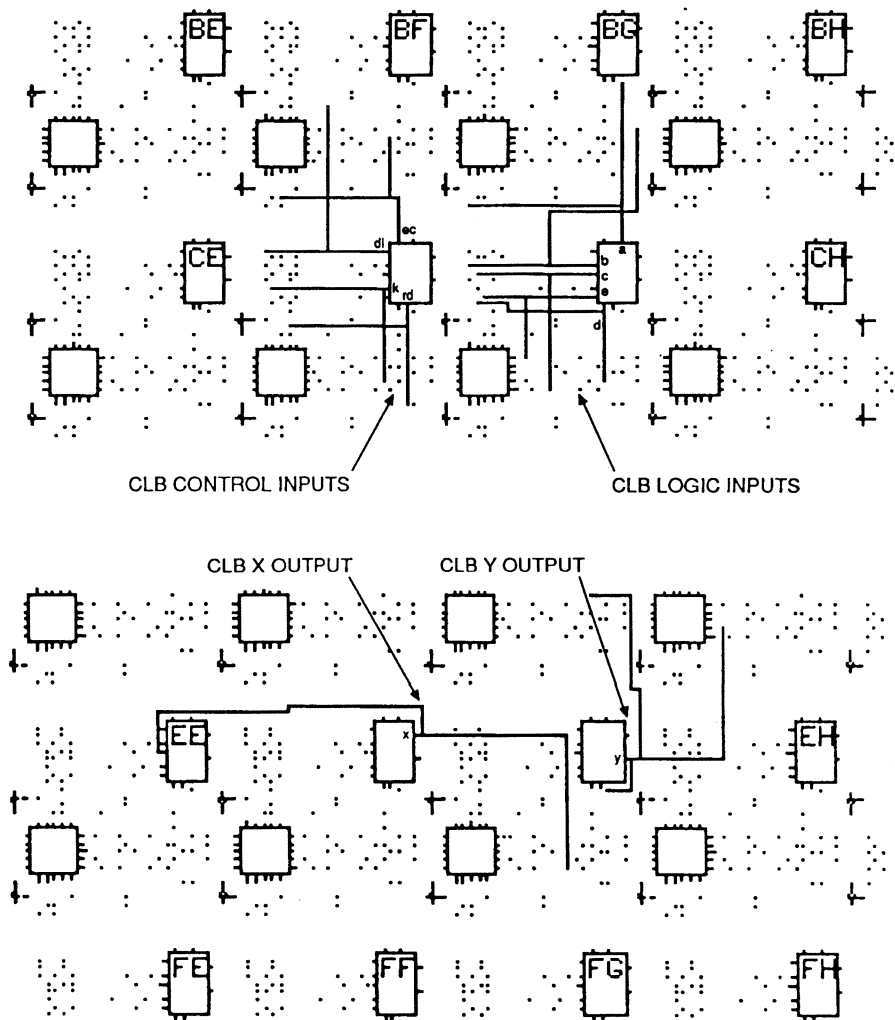 BE BF BG BH
ec
di
a
CE
b
CH
c
k
e
rd
d
CLB CONTROL INPUTS
CLB LOGIC INPUTS
CLB X OUTPUT
CLB Y OUTPUT
EE
x
EH
y
FE FF FG FH